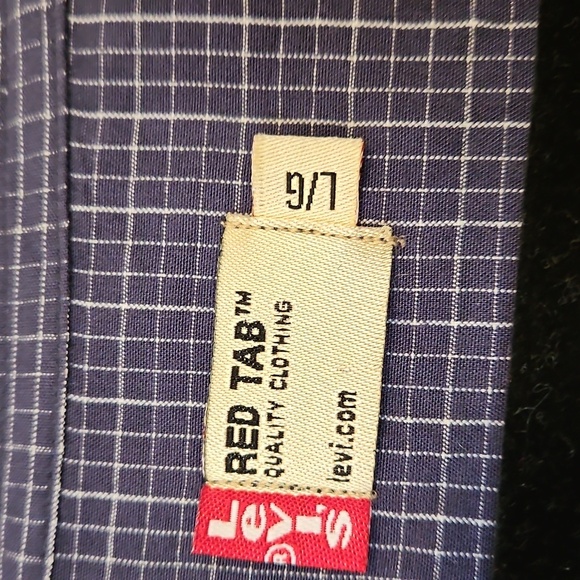 L/G
RED TAB™
QUALITY CLOTHING
levi.com
Levi's®